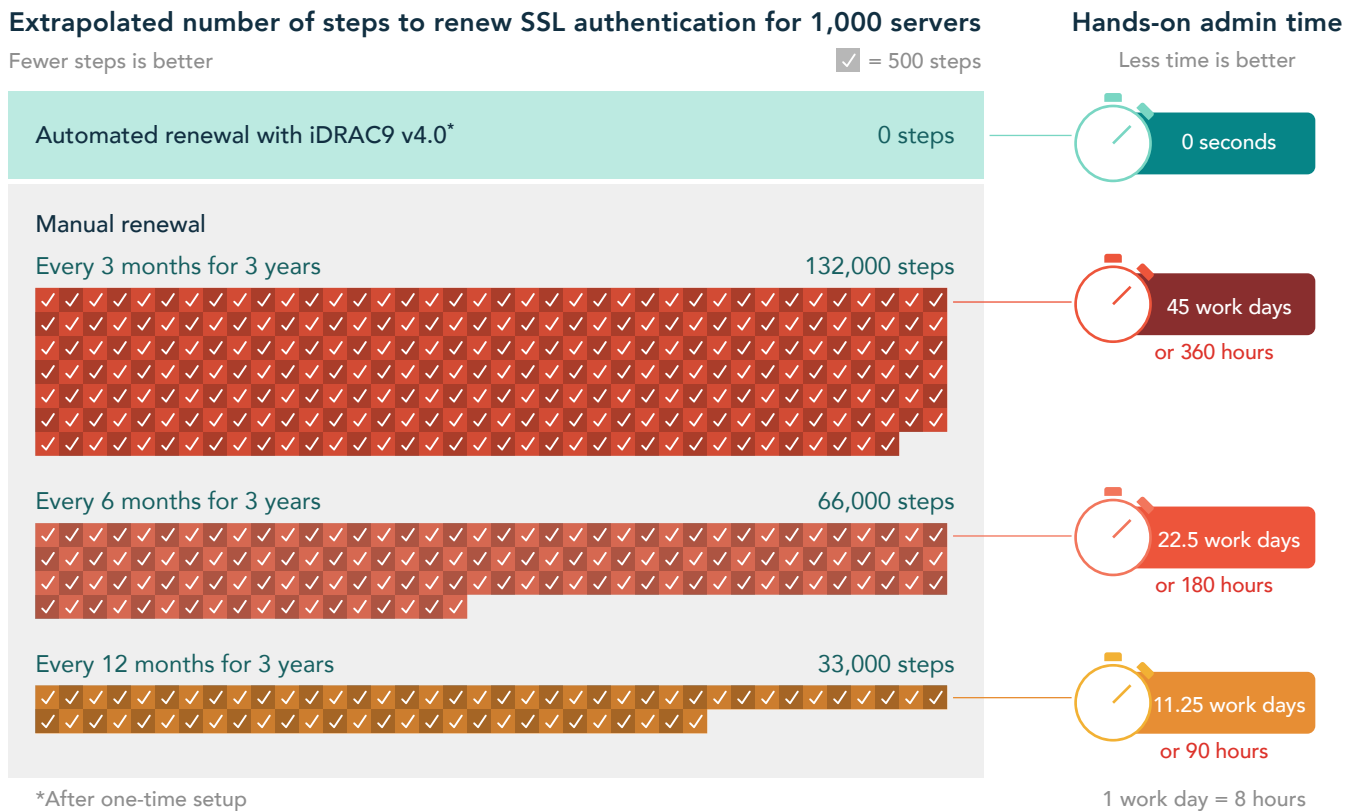 Extrapolated number of steps to renew SSL authentication for 1,000 servers
Fewer steps is better
= 500 steps
Hands-on admin time
Less time is better
Automated renewal with iDRAC9 v4.0*
0 steps
0 seconds
Manual renewal
Every 3 months for 3 years
132,000 steps
45 work days
or 360 hours
Every 6 months for 3 years
66,000 steps
22.5 work days
or 180 hours
Every 12 months for 3 years
33,000 steps
11.25 work days
or 90 hours
*After one-time setup
1 work day = 8 hours